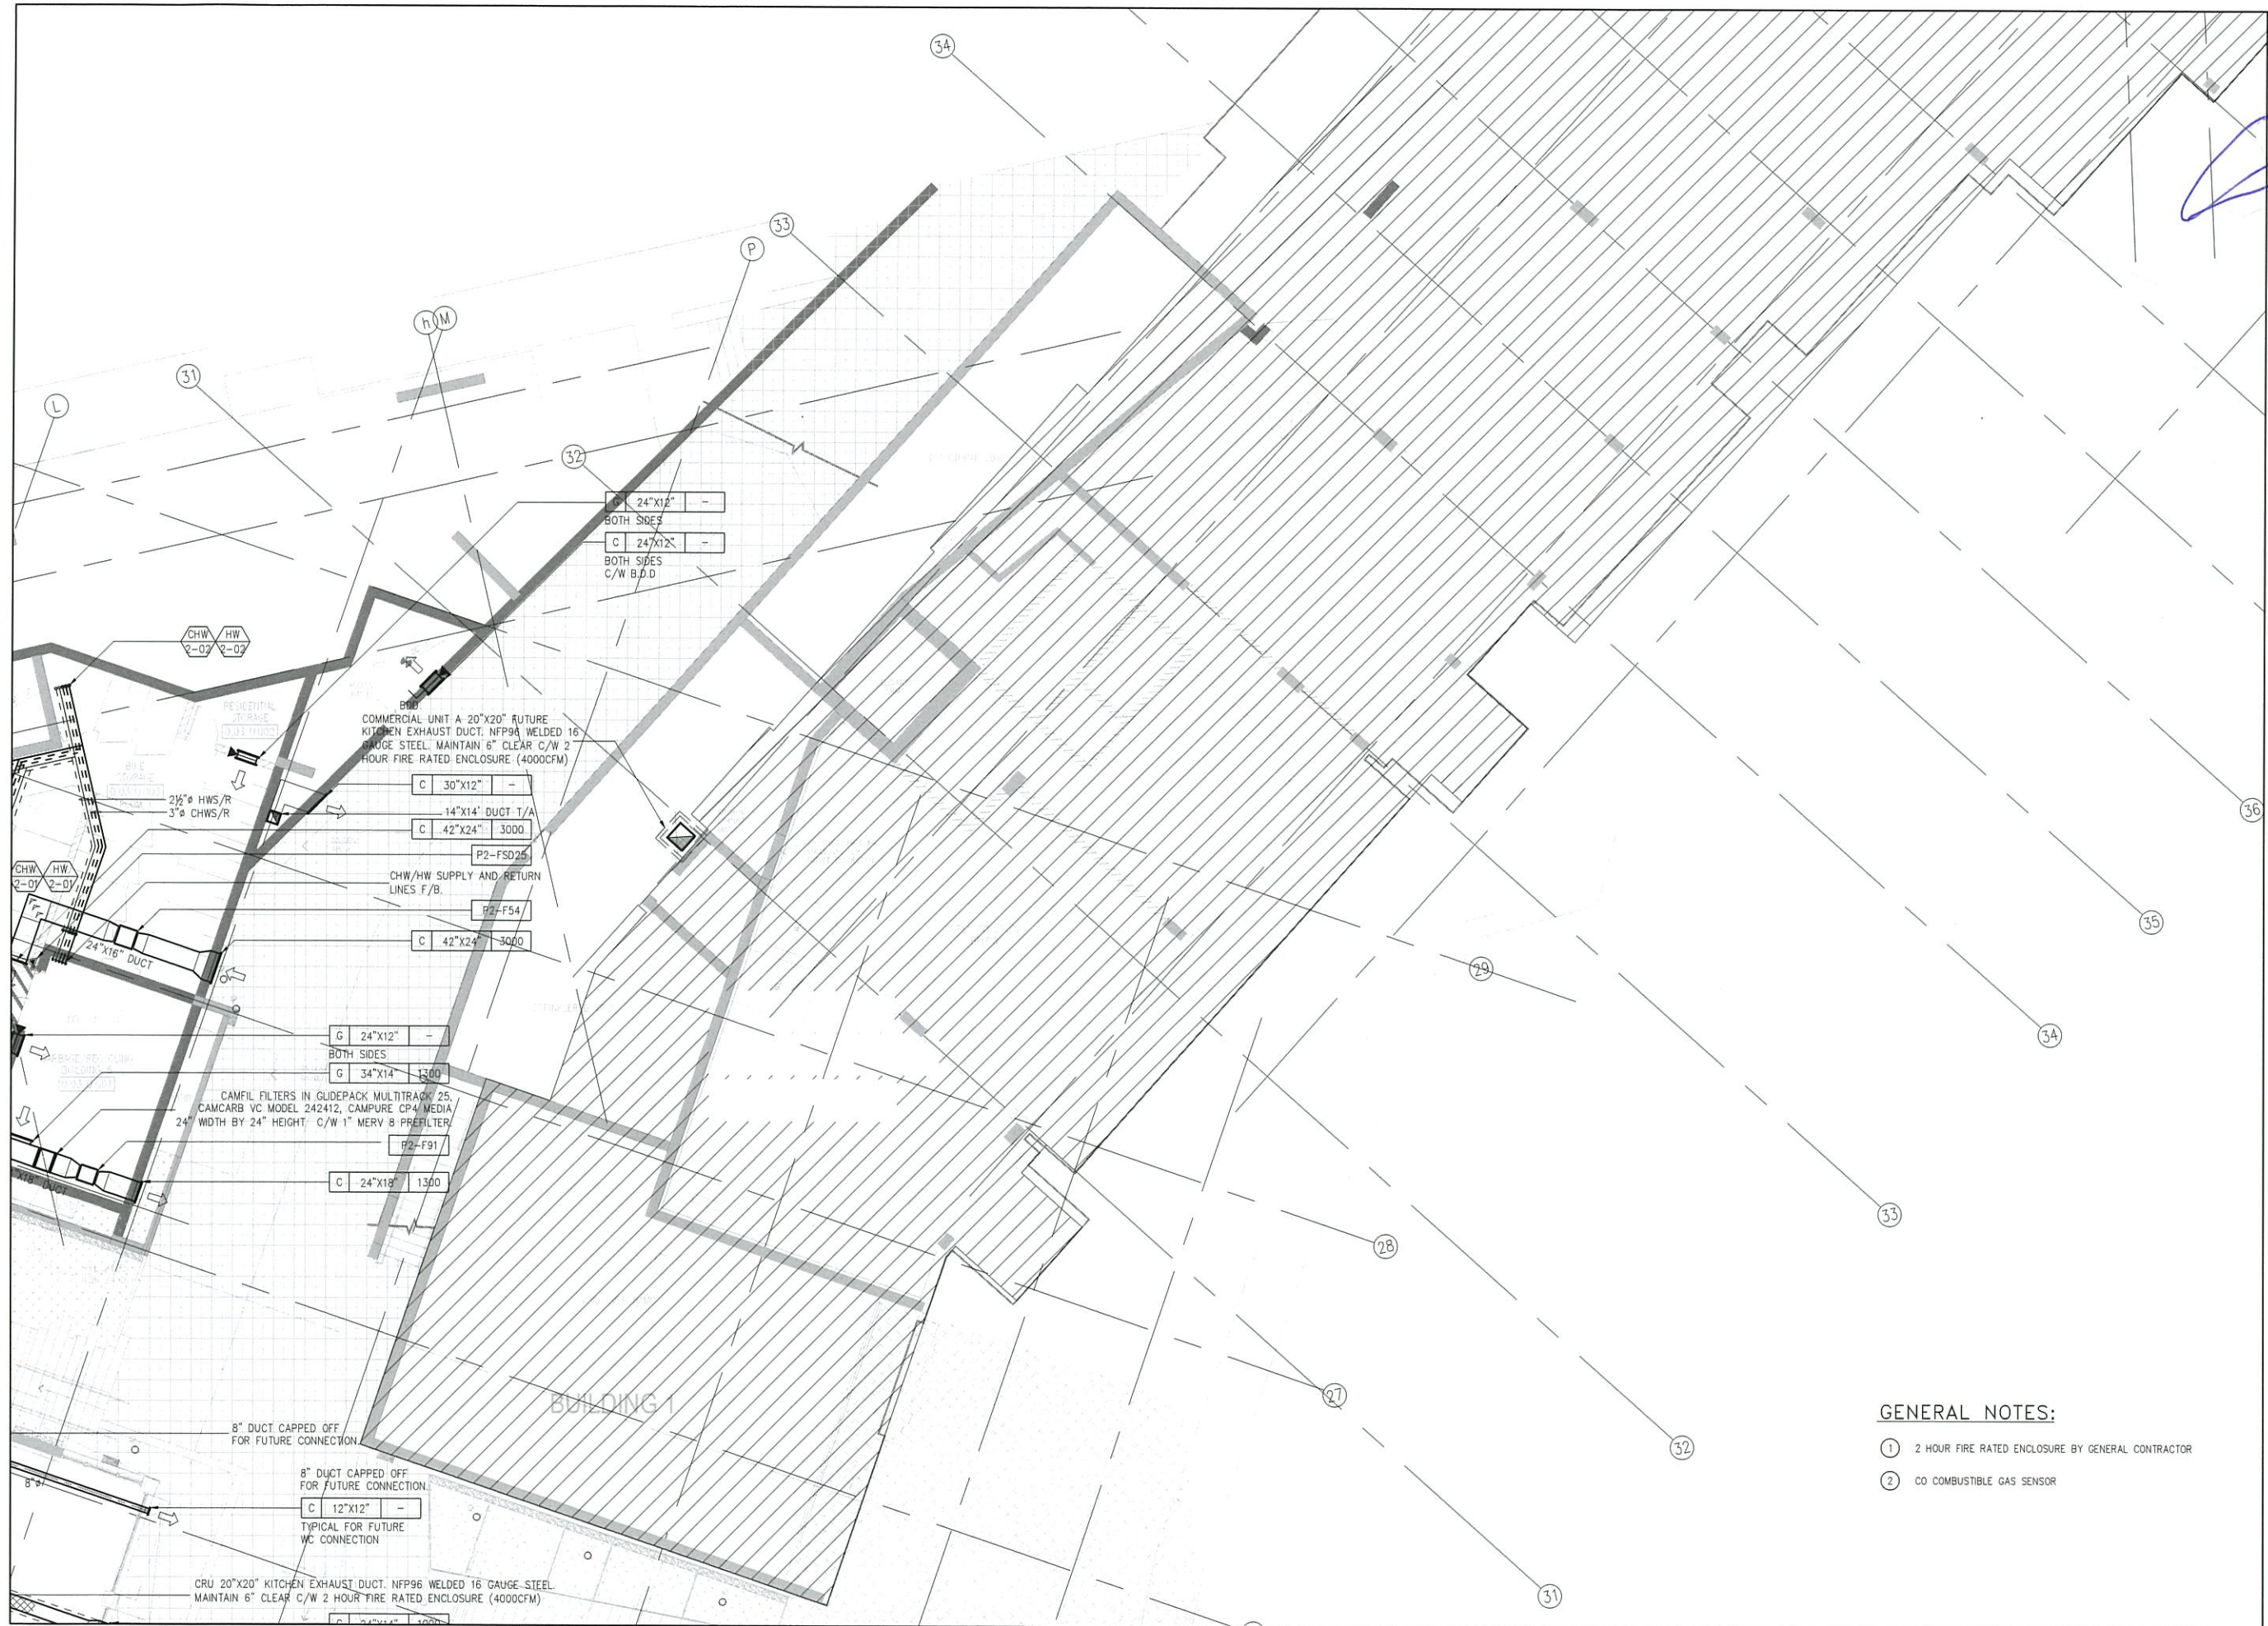 34
33
P
h M
31
L
32
G 24"X12" -
BOTH SIDES
C 24"X12" -
BOTH SIDES
C/W B.D.D
CHW 2-02 HW 2-02
RESIDENTIAL
STORAGE
BIKE
STORAGE
BDD
COMMERCIAL UNIT A 20"X20" FUTURE
KITCHEN EXHAUST DUCT. NFP96 WELDED 16
GAUGE STEEL. MAINTAIN 6" CLEAR C/W 2
HOUR FIRE RATED ENCLOSURE (4000CFM)
C 30"X12" -
2½"ø HWS/R
3"ø CHWS/R
14"X14' DUCT T/A
C 42"X24" 3000
P2-FSD25
CHW 2-01 HW 2-01
CHW/HW SUPPLY AND RETURN
LINES F/B.
P2-F54
C 42"X24" 3000
24"X16" DUCT
36
35
29
34
G 24"X12" -
BOTH SIDES
G 34"X14" 1300
CAMFIL FILTERS IN GLIDEPACK MULTITRACK 25,
CAMCARB VC MODEL 242412, CAMPURE CP4 MEDIA
24" WIDTH BY 24" HEIGHT C/W 1" MERV 8 PREFILTER.
P2-F91
C 24"X18" 1300
X18" DUCT
33
28
27
BUILDING 1
32
8" DUCT CAPPED OFF
FOR FUTURE CONNECTION.
8"ø
8" DUCT CAPPED OFF
FOR FUTURE CONNECTION.
C 12"X12" -
TYPICAL FOR FUTURE
WC CONNECTION
GENERAL NOTES:
1 2 HOUR FIRE RATED ENCLOSURE BY GENERAL CONTRACTOR
2 CO COMBUSTIBLE GAS SENSOR
CRU 20"X20" KITCHEN EXHAUST DUCT. NFP96 WELDED 16 GAUGE STEEL.
MAINTAIN 6" CLEAR C/W 2 HOUR FIRE RATED ENCLOSURE (4000CFM)
31